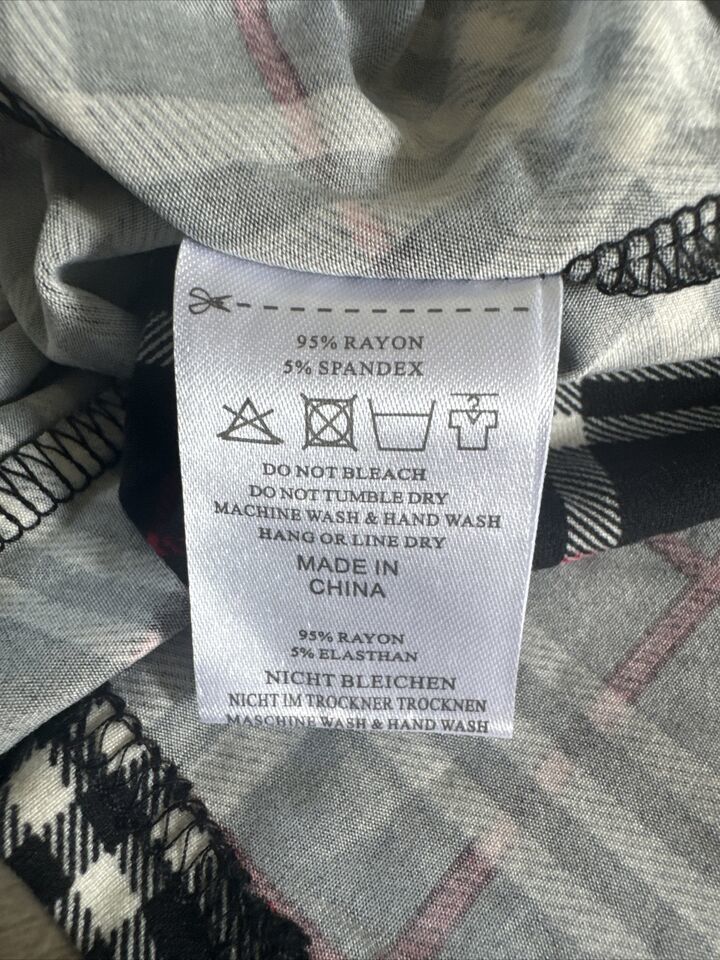 95% RAYON
5% SPANDEX
DO NOT BLEACH
DO NOT TUMBLE DRY
MACHINE WASH & HAND WASH
HANG OR LINE DRY
MADE IN
CHINA
95% RAYON
5% ELASTHAN
NICHT BLEICHEN
NICHT IM TROCKNER TROCKNEN
MASCHINE WASH & HAND WASH